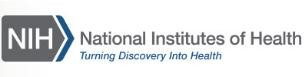 NIH National Institutes of Health
Turning Discovery Into Health